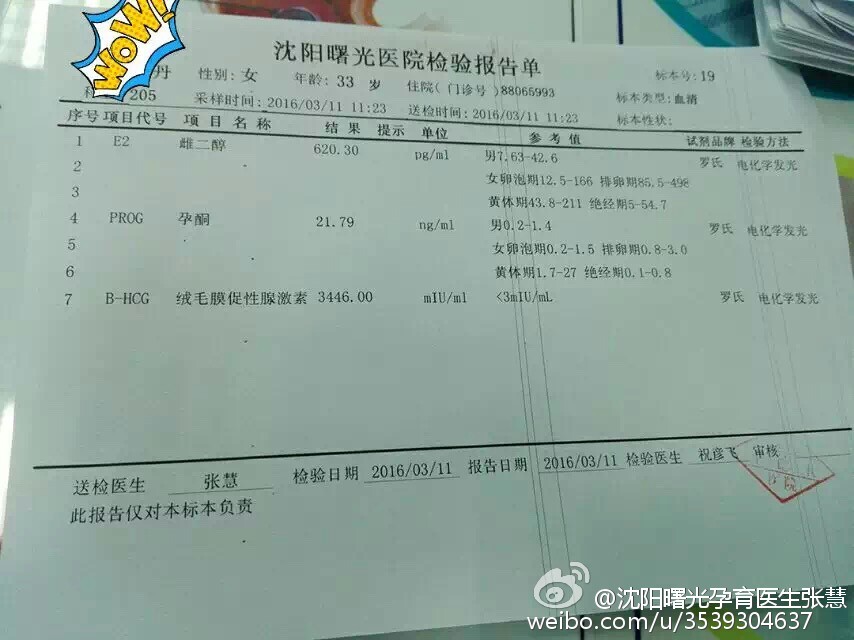 WOW!
沈阳曙光医院检验报告单
丹 性别: 女 年龄: 33 岁 住院(门诊号)88065993 标本号: 19
205 采样时间: 2016/03/11 11:23 送检时间: 2016/03/11 11:23 标本类型: 血清
标本性状:
序号 项目代号 项目名称 结果 提示 单位 参考值 试剂品牌 检验方法
1 E2 雌二醇 620.30 pg/ml 男7.63-42.6 罗氏 电化学发光
2 女卵泡期12.5-166 排卵期85.5-498
3 黄体期43.8-211 绝经期5-54.7
4 PROG 孕酮 21.79 ng/ml 男0.2-1.4 罗氏 电化学发光
5 女卵泡期0.2-1.5 排卵期0.8-3.0
6 黄体期1.7-27 绝经期0.1-0.8
7 B-HCG 绒毛膜促性腺激素 3446.00 mIU/ml <3mIU/mL 罗氏 电化学发光
送检医生 张慧 检验日期 2016/03/11 报告日期 2016/03/11 检验医生 祝彦飞 审核
此报告仅对本标本负责
@沈阳曙光孕育医生张慧
weibo.com/u/3539304637